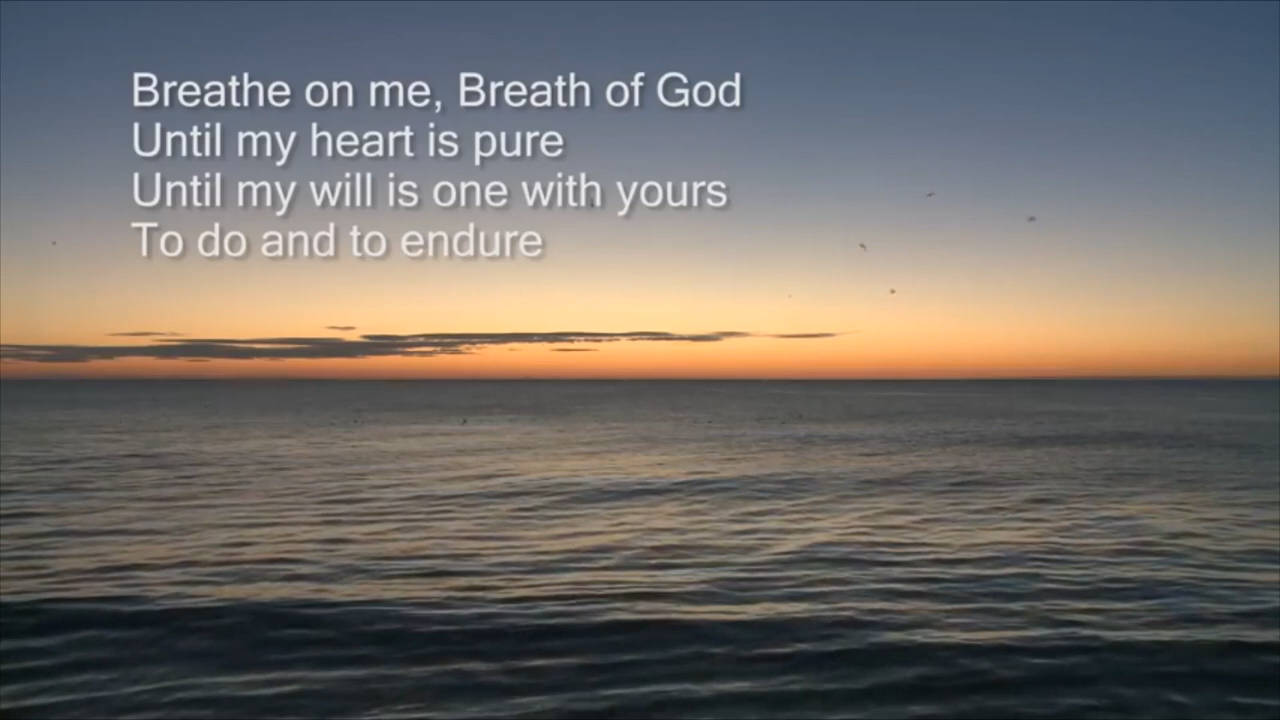 Breathe on me, Breath of God
Until my heart is pure
Until my will is one with yours
To do and to endure